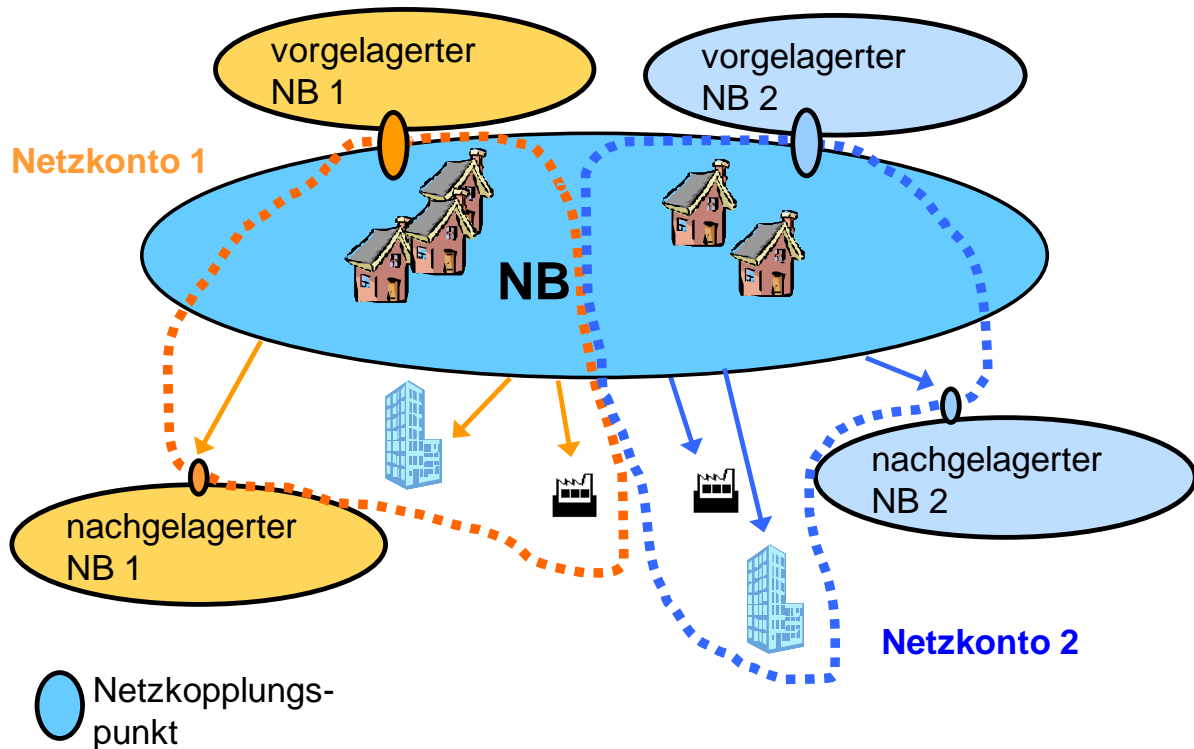 vorgelagerter
NB 1
vorgelagerter
NB 2
Netzkonto 1
NB
nachgelagerter
NB 1
nachgelagerter
NB 2
Netzkonto 2
Netzkopplungs-
punkt